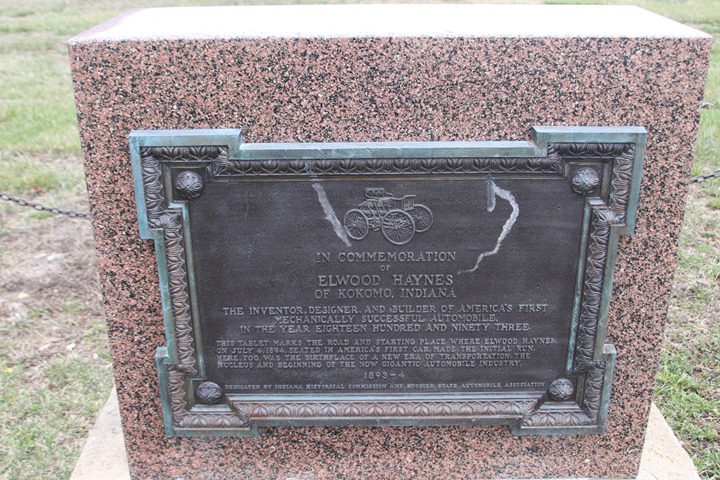 IN COMMEMORATION
OF
ELWOOD HAYNES
OF KOKOMO, INDIANA
THE INVENTOR, DESIGNER, AND BUILDER OF AMERICA'S FIRST
MECHANICALLY SUCCESSFUL AUTOMOBILE,
IN THE YEAR EIGHTEEN HUNDRED AND NINETY THREE.
THIS TABLET MARKS THE ROAD AND STARTING PLACE WHERE ELWOOD HAYNES,
ON JULY 4, 1894, SEATED IN AMERICA'S FIRST CAR, MADE THE INITIAL RUN.
HERE, TOO, WAS THE BIRTHPLACE OF A NEW ERA OF TRANSPORTATION, THE
NUCLEUS AND BEGINNING OF THE NOW GIGANTIC AUTOMOBILE INDUSTRY.
1893-4
DEDICATED BY INDIANA HISTORICAL COMMISSION AND HOOSIER STATE AUTOMOBILE ASSOCIATION